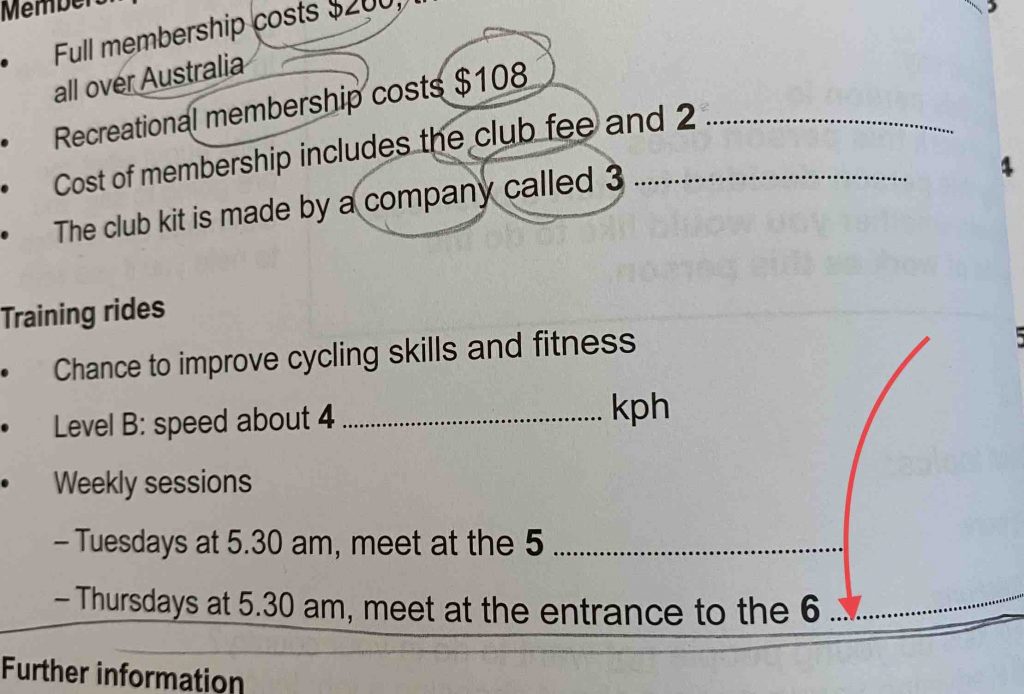 Full membership costs $260,
all over Australia
Recreational membership costs $108
Cost of membership includes the club fee and 2
The club kit is made by a company called 3
4
Training rides
5
Chance to improve cycling skills and fitness
Level B: speed about 4 ........................ kph
Weekly sessions
– Tuesdays at 5.30 am, meet at the 5 ........................
– Thursdays at 5.30 am, meet at the entrance to the 6 ........................
Further information